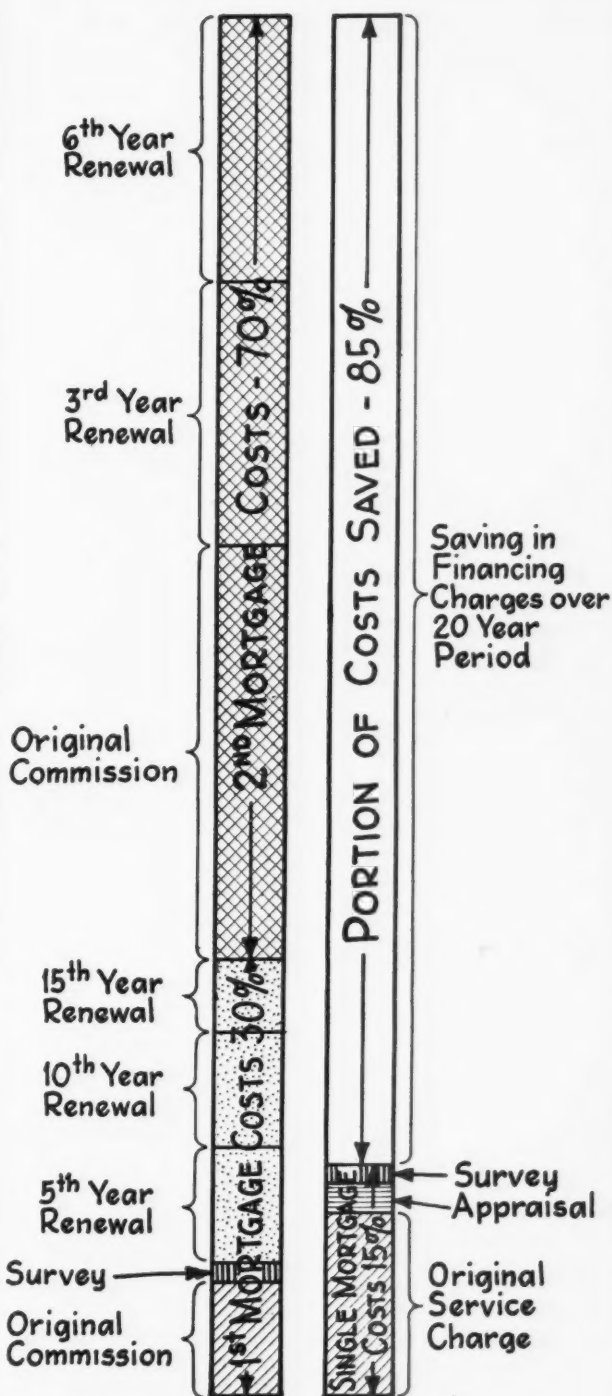 6th Year
Renewal
3rd Year
Renewal
Original
Commission
15th Year
Renewal
10th Year
Renewal
5th Year
Renewal
Survey
Original
Commission
2ND MORTGAGE COSTS - 70%
1st MORTGAGE COSTS 30%
PORTION OF COSTS SAVED - 85%
SINGLE MORTGAGE
COSTS 15%
Saving in
Financing
Charges over
20 Year
Period
Survey
Appraisal
Original
Service
Charge